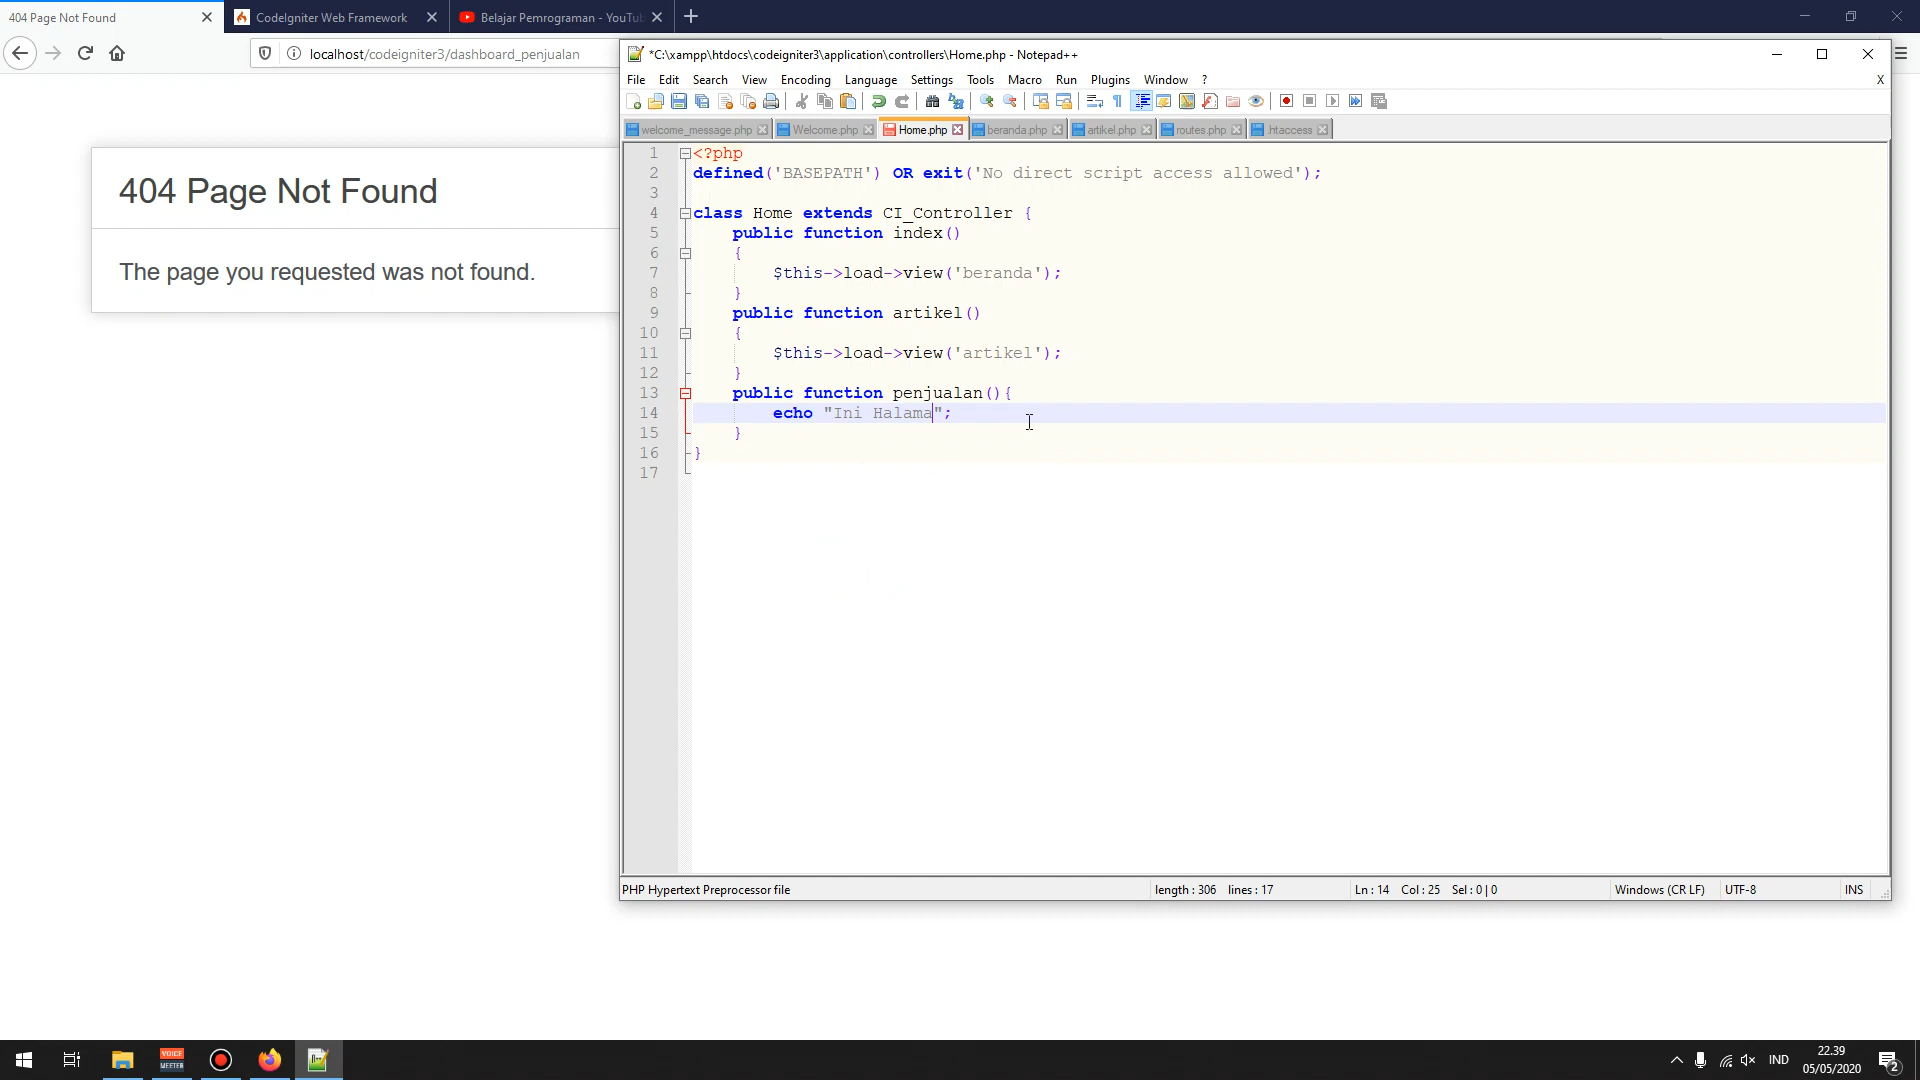 404 Page Not Found
CodeIgniter Web Framework
Belajar Pemrograman - YouTu
localhost/codeigniter3/dashboard_penjualan
404 Page Not Found
The page you requested was not found.
*C:\xampp\htdocs\codeigniter3\application\controllers\Home.php - Notepad++
File Edit Search View Encoding Language Settings Tools Macro Run Plugins Window ?
X
welcome_message.php Welcome.php Home.php beranda.php artikel.php routes.php .htaccess
1 <?php
2 defined('BASEPATH') OR exit('No direct script access allowed');
3
4 class Home extends CI_Controller {
5 public function index()
6 {
7 $this->load->view('beranda');
8 }
9 public function artikel()
10 {
11 $this->load->view('artikel');
12 }
13 public function penjualan(){
14 echo "Ini Halama";
15 }
16 }
17
PHP Hypertext Preprocessor file
length : 306 lines : 17
Ln : 14 Col : 25 Sel : 0 | 0
Windows (CR LF)
UTF-8
INS
VOICE
MEETER
IND
22.39
05/05/2020
2